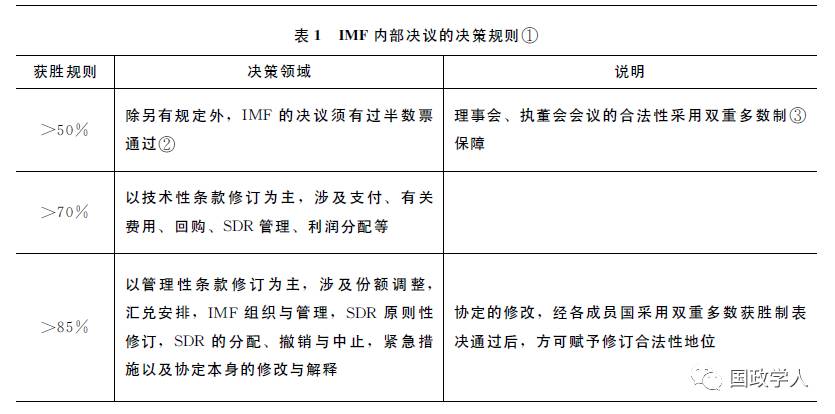 表 1 IMF 内部决议的决策规则①
获胜规则 决策领域 说明
>50%
除另有规定外，IMF 的决议须有过半数票
通过②
理事会、执董会会议的合法性采用双重多数制③
保障
>70%
以技术性条款修订为主，涉及支付、有关
费用、回购、SDR 管理、利润分配等
>85%
以管理性条款修订为主，涉及份额调整，
汇兑安排，IMF 组织与管理，SDR 原则性
修订，SDR 的分配、撤销与中止，紧急措
施以及协定本身的修改与解释
协定的修改，经各成员国采用双重多数获胜制表
决通过后，方可赋予修订合法性地位
国政学人